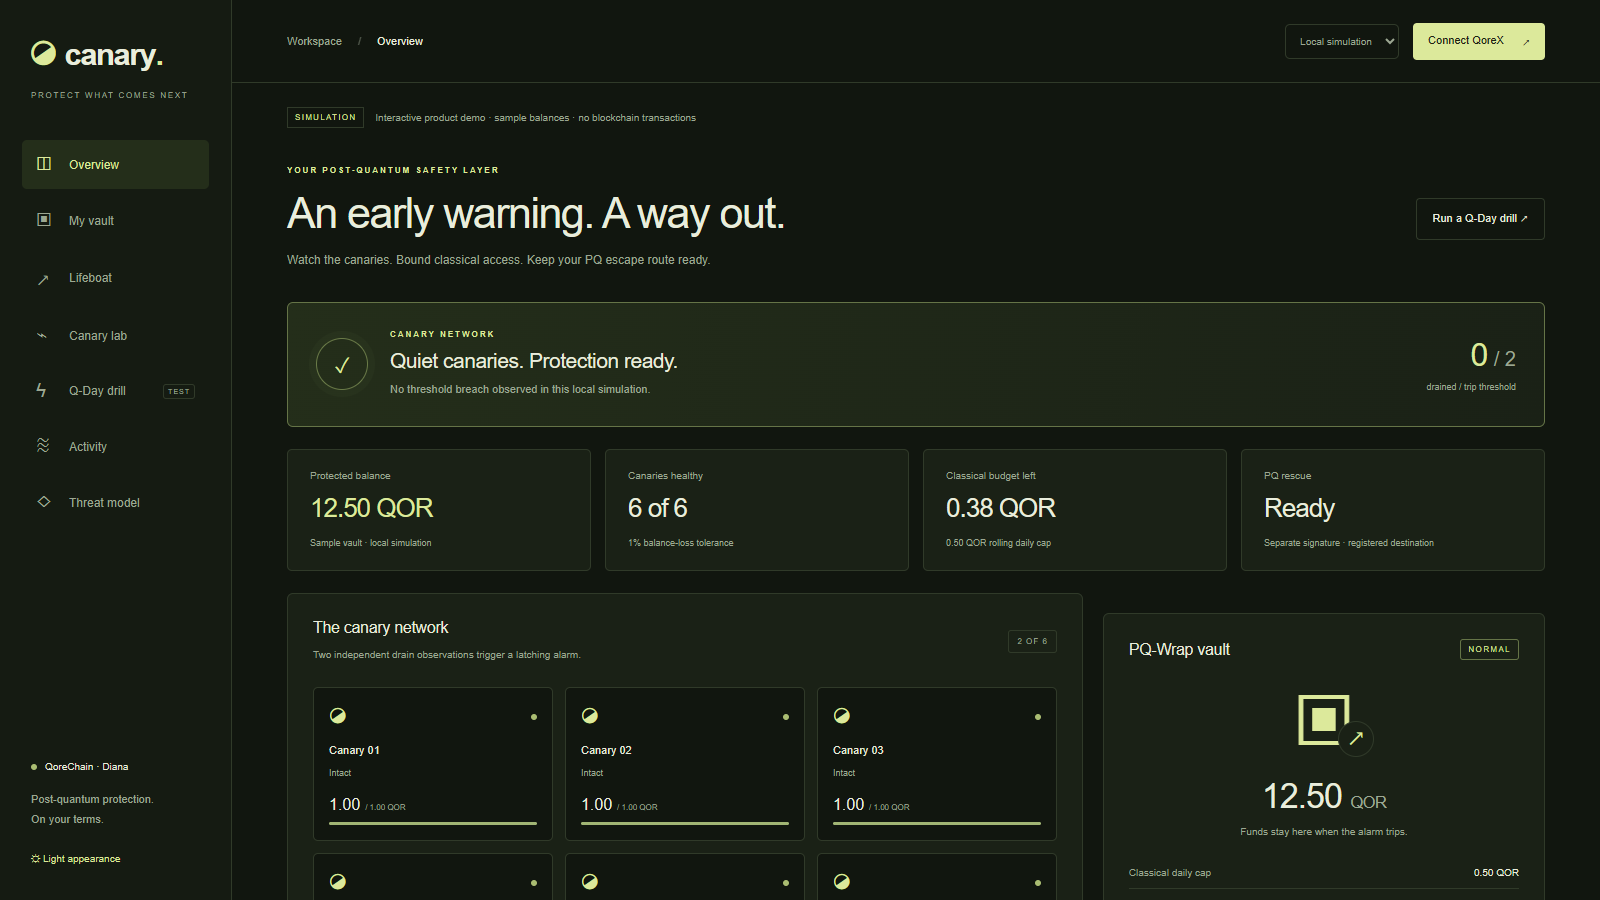 canary.
PROTECT WHAT COMES NEXT
Overview
My vault
Lifeboat
Canary lab
Q-Day drill TEST
Activity
Threat model
QoreChain · Diana
Post-quantum protection.
On your terms.
Light appearance
Workspace / Overview
Local simulation
Connect QoreX ↗
SIMULATION Interactive product demo · sample balances · no blockchain transactions
YOUR POST-QUANTUM SAFETY LAYER
An early warning. A way out.
Watch the canaries. Bound classical access. Keep your PQ escape route ready.
Run a Q-Day drill ↗
CANARY NETWORK
Quiet canaries. Protection ready.
No threshold breach observed in this local simulation.
0 / 2
drained / trip threshold
Protected balance
12.50 QOR
Sample vault · local simulation
Canaries healthy
6 of 6
1% balance-loss tolerance
Classical budget left
0.38 QOR
0.50 QOR rolling daily cap
PQ rescue
Ready
Separate signature · registered destination
The canary network
Two independent drain observations trigger a latching alarm.
2 OF 6
Canary 01
Intact
1.00 / 1.00 QOR
Canary 02
Intact
1.00 / 1.00 QOR
Canary 03
Intact
1.00 / 1.00 QOR
PQ-Wrap vault
NORMAL
12.50 QOR
Funds stay here when the alarm trips.
Classical daily cap 0.50 QOR